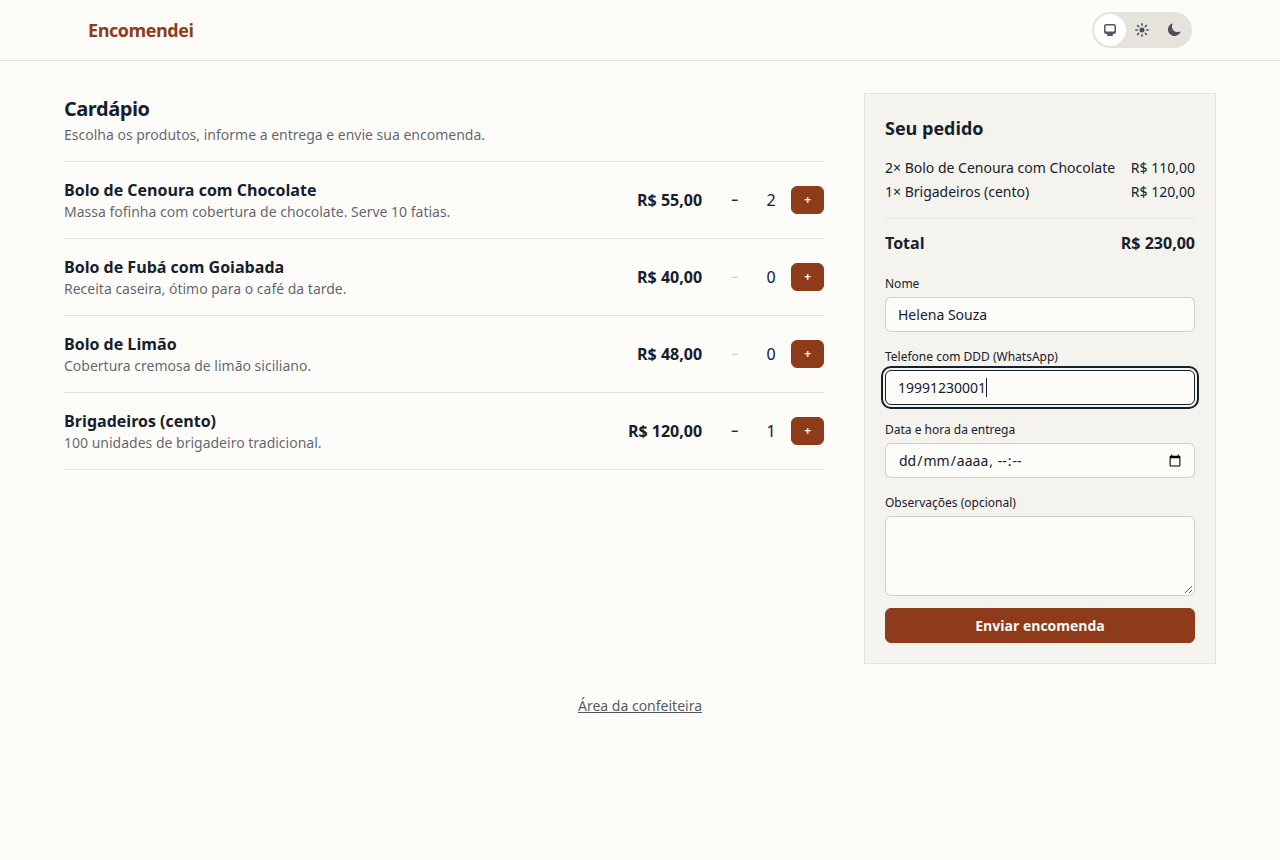 Encomendei
Cardápio
Escolha os produtos, informe a entrega e envie sua encomenda.
Bolo de Cenoura com Chocolate
Massa fofinha com cobertura de chocolate. Serve 10 fatias.
R$ 55,00 − 2 +
Bolo de Fubá com Goiabada
Receita caseira, ótimo para o café da tarde.
R$ 40,00 − 0 +
Bolo de Limão
Cobertura cremosa de limão siciliano.
R$ 48,00 − 0 +
Brigadeiros (cento)
100 unidades de brigadeiro tradicional.
R$ 120,00 − 1 +
Seu pedido
2× Bolo de Cenoura com Chocolate R$ 110,00
1× Brigadeiros (cento) R$ 120,00
Total R$ 230,00
Nome
Helena Souza
Telefone com DDD (WhatsApp)
19991230001
Data e hora da entrega
dd/mm/aaaa, --:--
Observações (opcional)
Enviar encomenda
Área da confeiteira